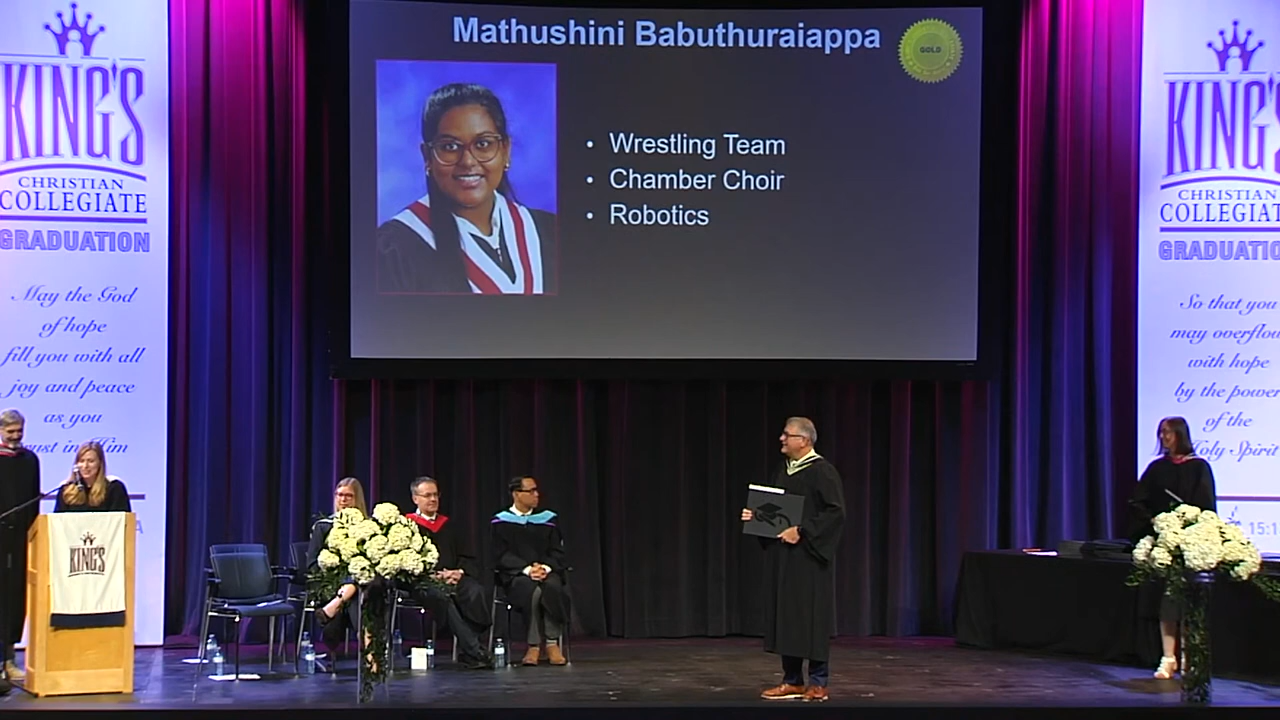 Mathushini Babuthuraiappa
GOLD
• Wrestling Team
• Chamber Choir
• Robotics
KING'S
CHRISTIAN
COLLEGIATE
GRADUATION
May the God
of hope
fill you with all
joy and peace
as you
in Him
KING'S
CHRISTIAN
COLLEGIATE
GRADUATION
So that you
may overflow
with hope
by the power
of the
Holy Spirit
15:1
KING'S